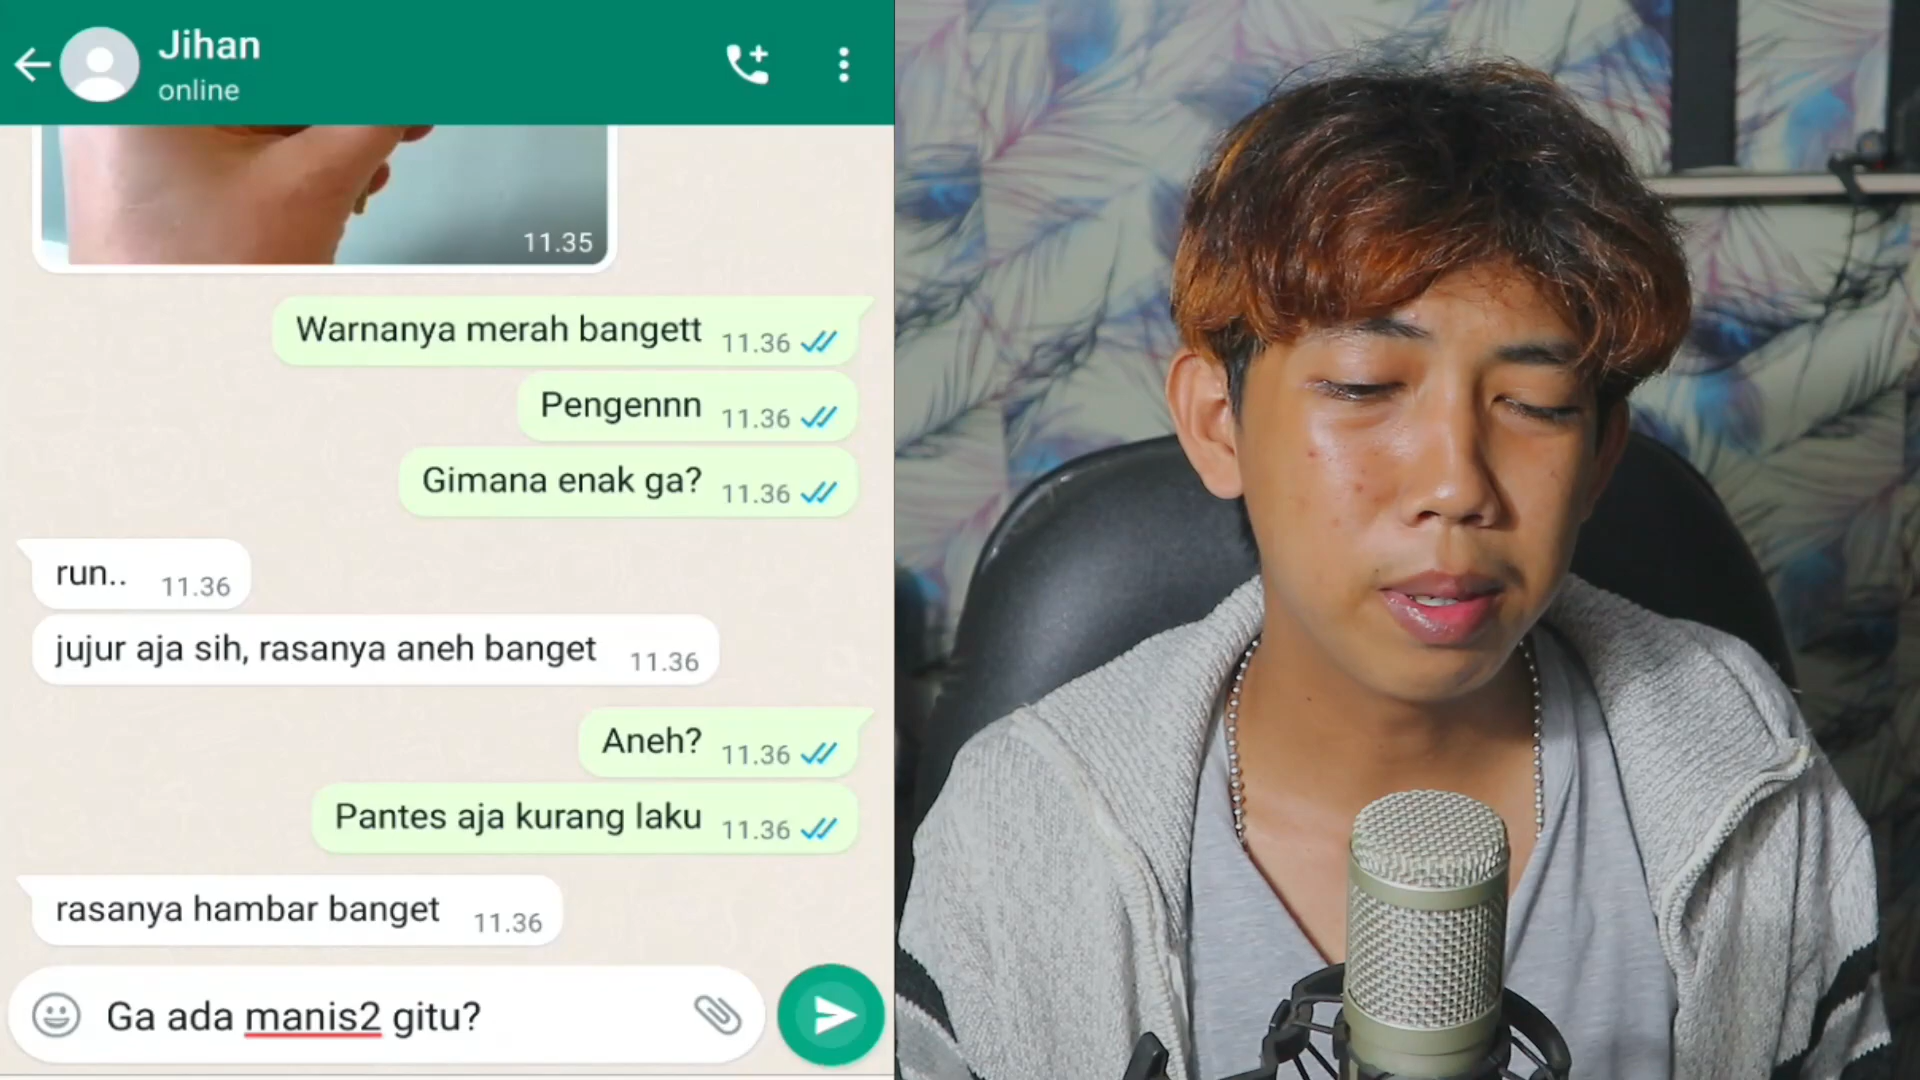 Jihan
online
11.35
Warnanya merah bangett 11.36
Pengennn 11.36
Gimana enak ga? 11.36
run.. 11.36
jujur aja sih, rasanya aneh banget 11.36
Aneh? 11.36
Pantes aja kurang laku 11.36
rasanya hambar banget 11.36
Ga ada manis2 gitu?